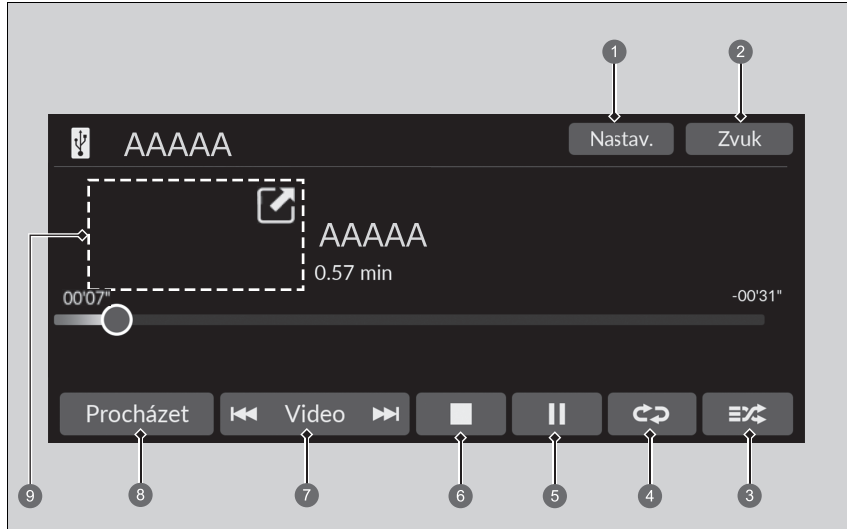 1 2
AAAAA Nastav. Zvuk
AAAAA
0.57 min
00'07" -00'31"
Procházet Video
9 8 7 6 5 4 3